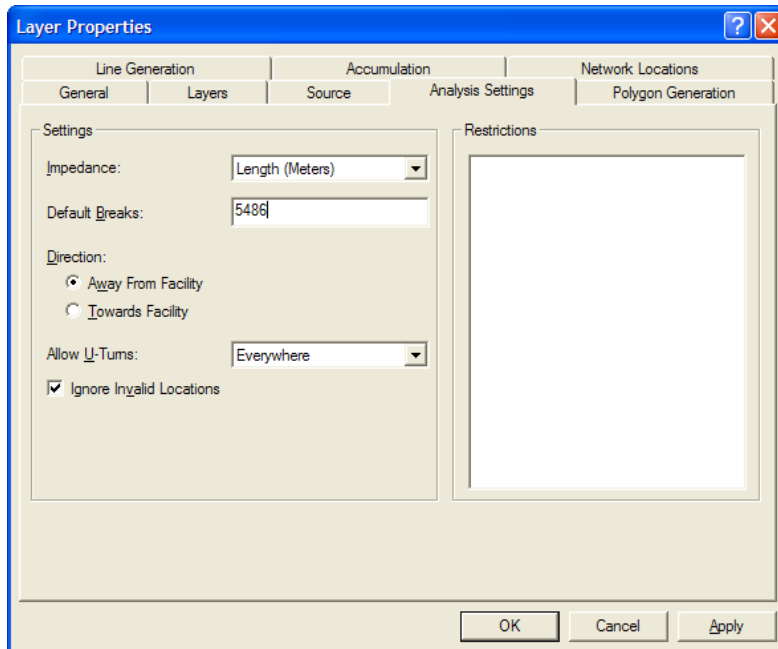 Layer Properties
Line Generation
Accumulation
Network Locations
General
Layers
Source
Analysis Settings
Polygon Generation
Settings
Impedance:
Length (Meters)
Default Breaks:
5486
Direction:
Away From Facility
Towards Facility
Allow U-Turns:
Everywhere
Ignore Invalid Locations
Restrictions
OK
Cancel
Apply